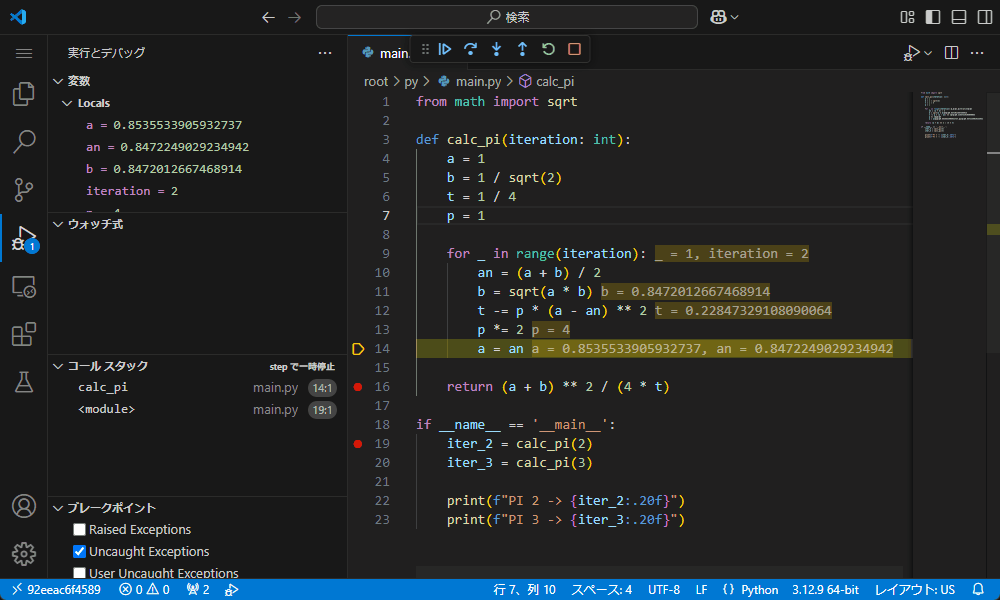 検索
実行とデバッグ
main.
変数
Locals
a = 0.8535533905932737
an = 0.8472249029234942
b = 0.8472012667468914
iteration = 2
ウォッチ式
コール スタック
step で一時停止
calc_pi main.py 14:1
<module> main.py 19:1
ブレークポイント
Raised Exceptions
Uncaught Exceptions
User Uncaught Exceptions
1
root > py > main.py > calc_pi
1 from math import sqrt
2
3 def calc_pi(iteration: int):
4 a = 1
5 b = 1 / sqrt(2)
6 t = 1 / 4
7 p = 1
8
9 for _ in range(iteration): _ = 1, iteration = 2
10 an = (a + b) / 2
11 b = sqrt(a * b) b = 0.8472012667468914
12 t -= p * (a - an) ** 2 t = 0.22847329108090064
13 p *= 2 p = 4
14 a = an a = 0.8535533905932737, an = 0.8472249029234942
15
16 return (a + b) ** 2 / (4 * t)
17
18 if __name__ == '__main__':
19 iter_2 = calc_pi(2)
20 iter_3 = calc_pi(3)
21
22 print(f"PI 2 -> {iter_2:.20f}")
23 print(f"PI 3 -> {iter_3:.20f}")
92eeac6f4589 0 0 2 行 7、列 10 スペース: 4 UTF-8 LF {} Python 3.12.9 64-bit レイアウト: US